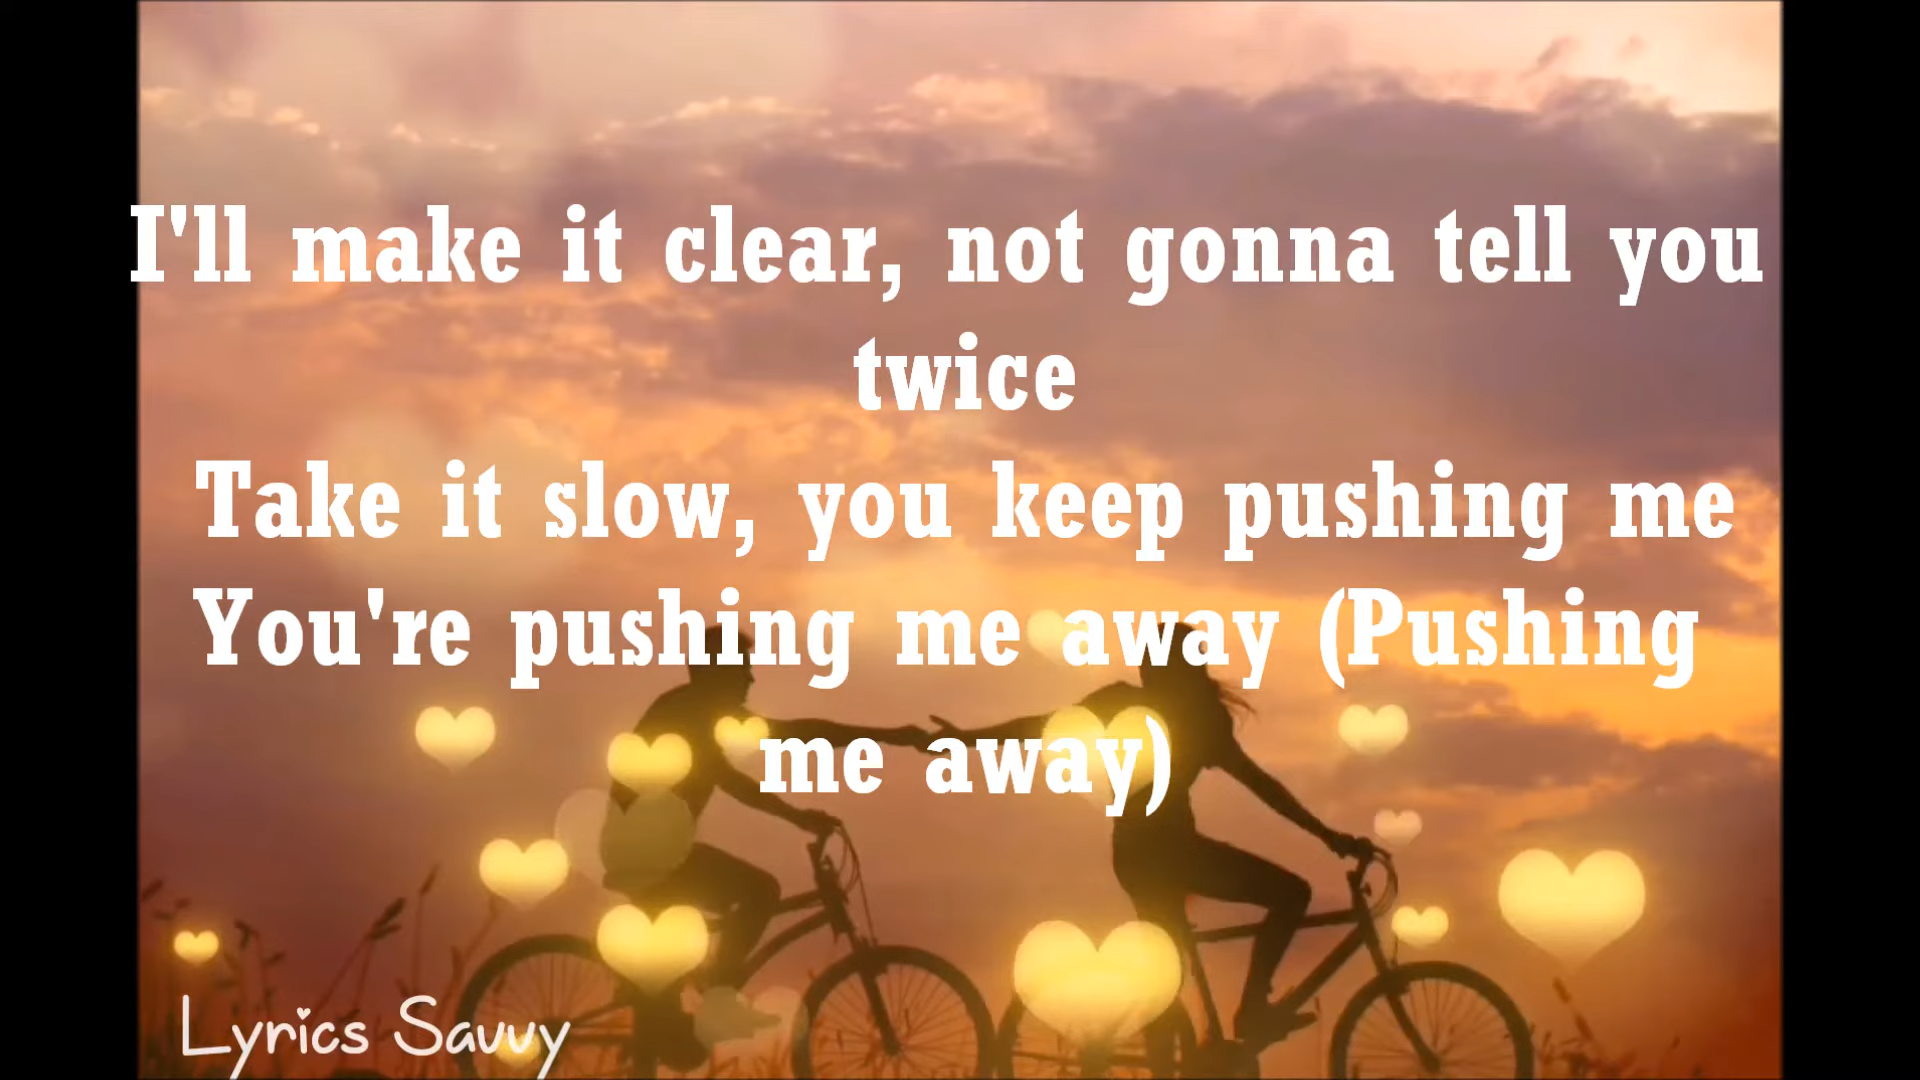 I'll make it clear, not gonna tell you
twice
Take it slow, you keep pushing me
You're pushing me away (Pushing
me away)
Lyrics Savvy